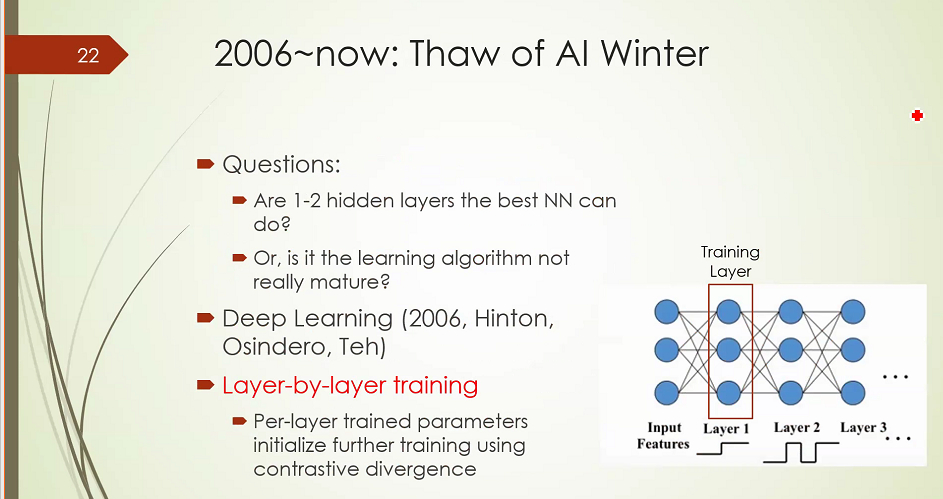 22
2006~now: Thaw of AI Winter
Questions:
Are 1-2 hidden layers the best NN can
do?
Or, is it the learning algorithm not
really mature?
Deep Learning (2006, Hinton,
Osindero, Teh)
Layer-by-layer training
Per-layer trained parameters
initialize further training using
contrastive divergence
Training
Layer
...
Input
Features
Layer 1
Layer 2
Layer 3
...